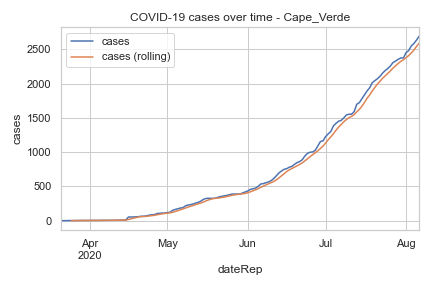 COVID-19 cases over time - Cape_Verde
cases
cases (rolling)
cases
2500
2000
1500
1000
500
0
Apr
2020
May
Jun
Jul
Aug
dateRep